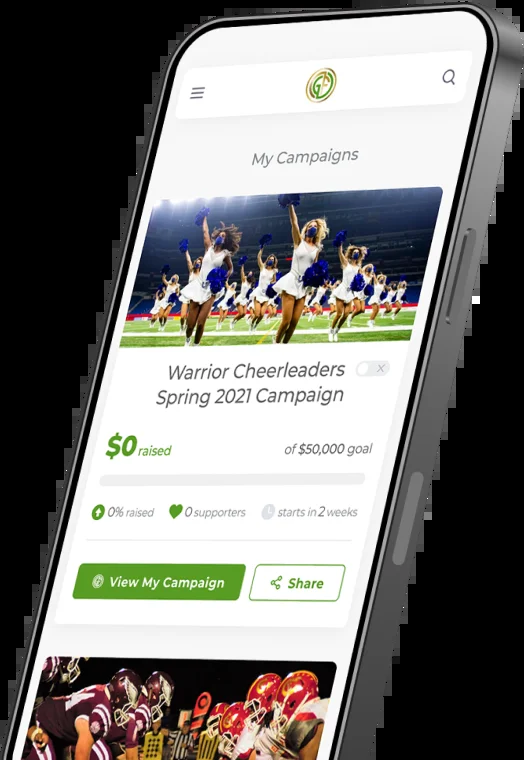 My Campaigns
Warrior Cheerleaders
Spring 2021 Campaign
$0 raised
of $50,000 goal
0% raised
0 supporters
starts in 2 weeks
View My Campaign
Share